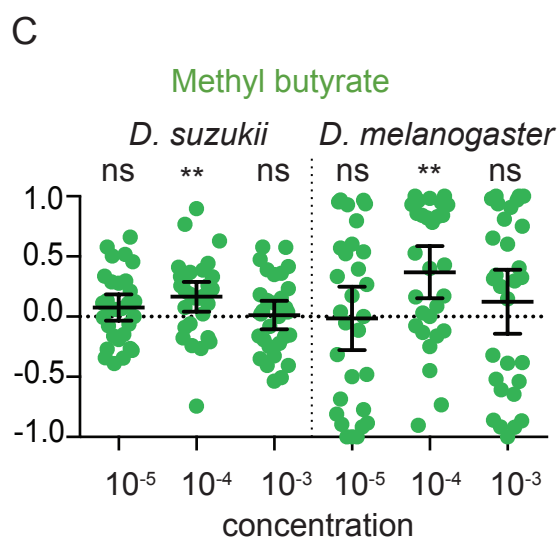 C
Methyl butyrate
D. suzukii D. melanogaster
ns ** ns ns ** ns
1.0
0.5
0.0
-0.5
-1.0
10⁻⁵ 10⁻⁴ 10⁻³ 10⁻⁵ 10⁻⁴ 10⁻³
concentration